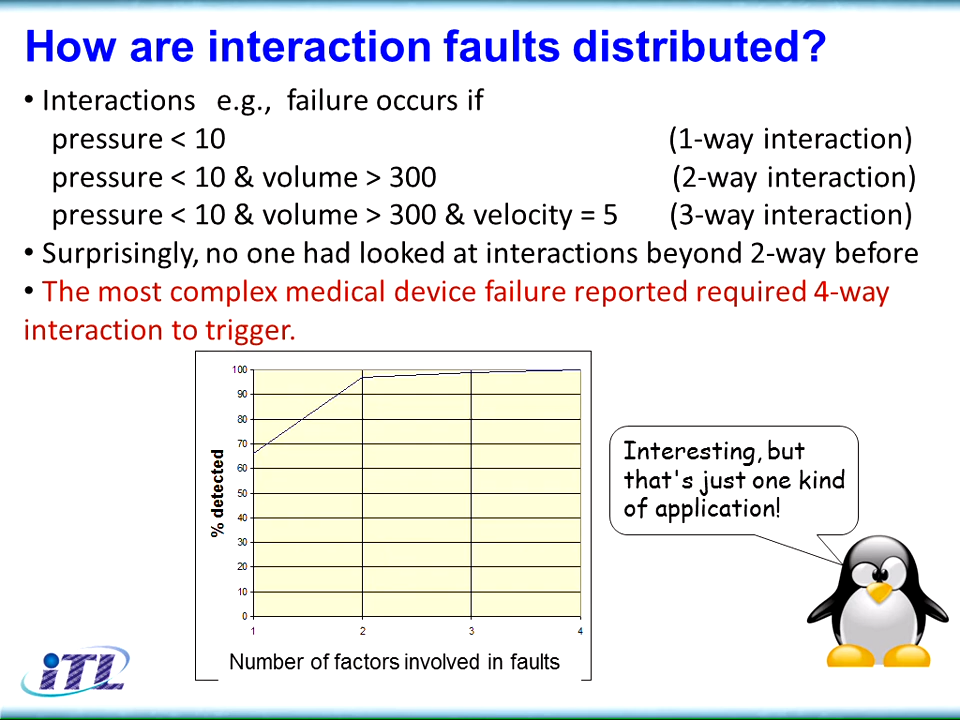 How are interaction faults distributed?
• Interactions e.g., failure occurs if
pressure < 10 (1-way interaction)
pressure < 10 & volume > 300 (2-way interaction)
pressure < 10 & volume > 300 & velocity = 5 (3-way interaction)
• Surprisingly, no one had looked at interactions beyond 2-way before
• The most complex medical device failure reported required 4-way
interaction to trigger.
100
90
80
70
60
50
40
30
20
10
0
% detected
1 2 3 4
Number of factors involved in faults
Interesting, but
that's just one kind
of application!
iTL